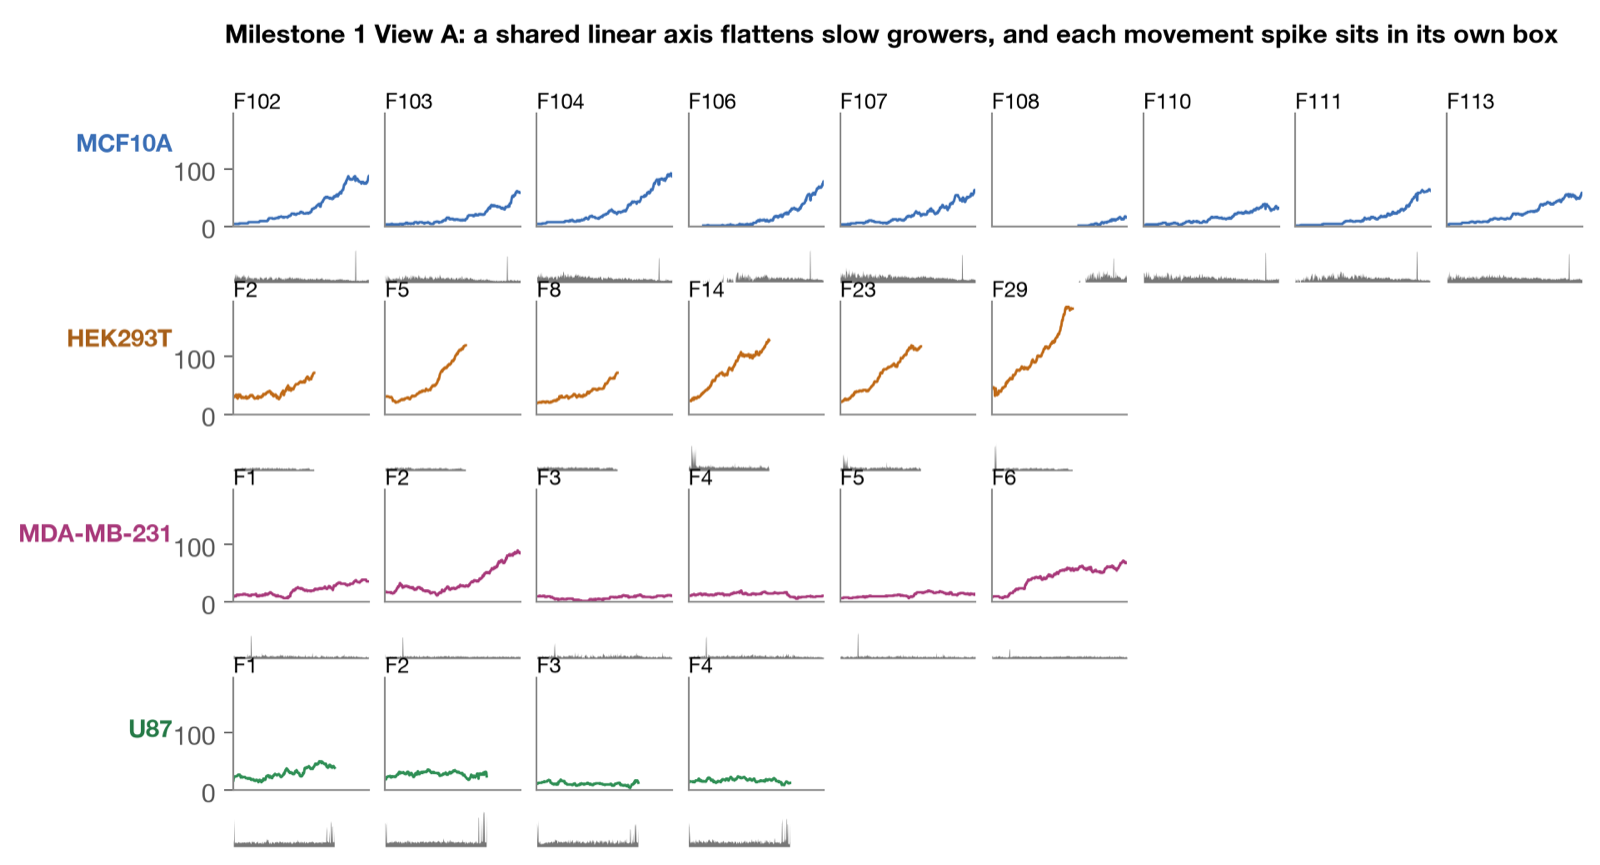 Milestone 1 View A: a shared linear axis flattens slow growers, and each movement spike sits in its own box
F102 F103 F104 F106 F107 F108 F110 F111 F113
MCF10A
100
0
F2 F5 F8 F14 F23 F29
HEK293T
100
0
F1 F2 F3 F4 F5 F6
MDA-MB-231
100
0
F1 F2 F3 F4
U87
100
0